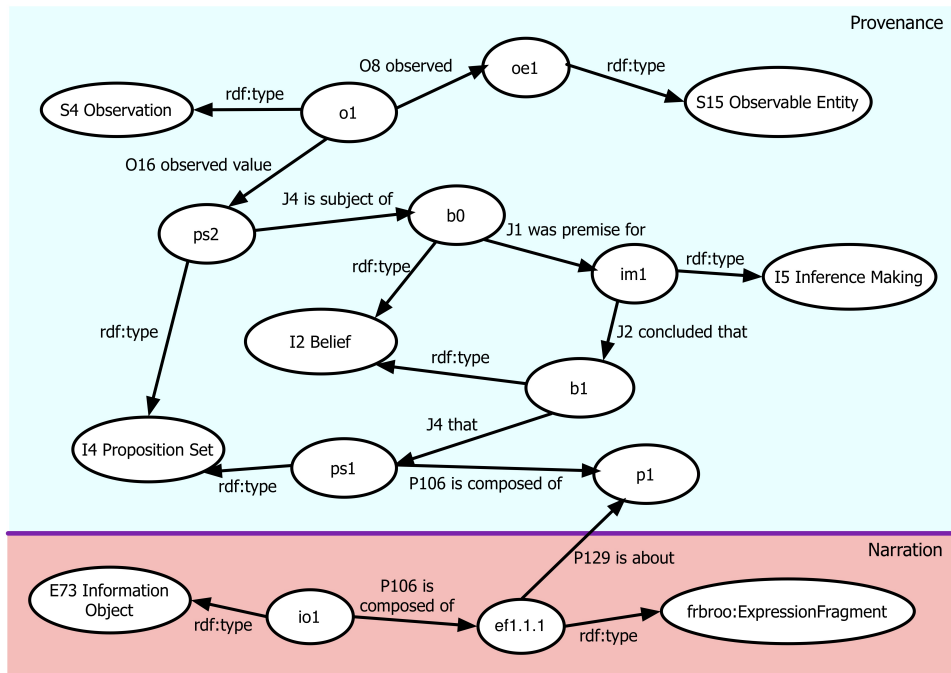 Provenance
O8 observed
oe1
rdf:type
rdf:type
S4 Observation
o1
S15 Observable Entity
O16 observed value
J4 is subject of
b0
ps2
J1 was premise for
rdf:type
im1
rdf:type
I5 Inference Making
rdf:type
I2 Belief
J2 concluded that
rdf:type
b1
J4 that
I4 Proposition Set
ps1
p1
rdf:type
P106 is composed of
Narration
P129 is about
E73 Information
Object
P106 is
composed of
rdf:type
io1
ef1.1.1
rdf:type
frbroo:ExpressionFragment